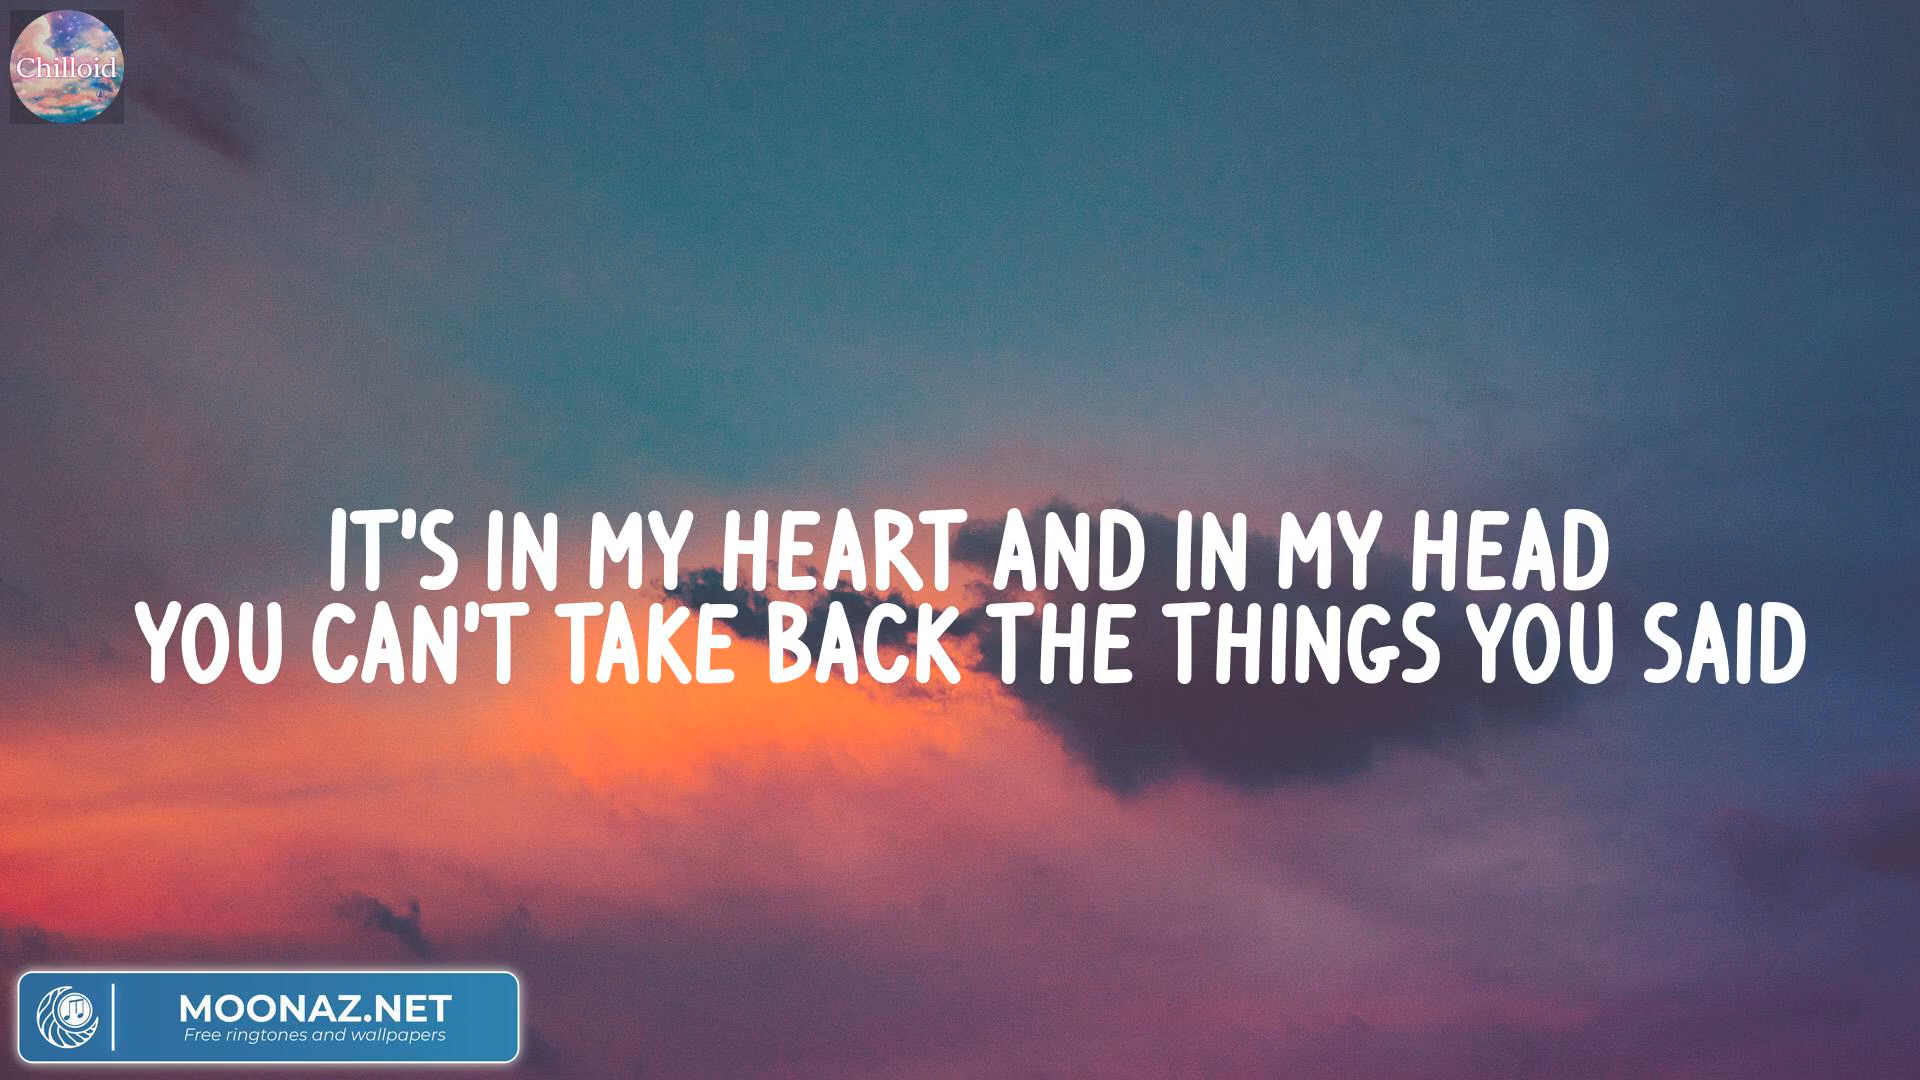 Chilloid
IT'S IN MY HEART AND IN MY HEAD
YOU CAN'T TAKE BACK THE THINGS YOU SAID
MOONAZ.NET
Free ringtones and wallpapers